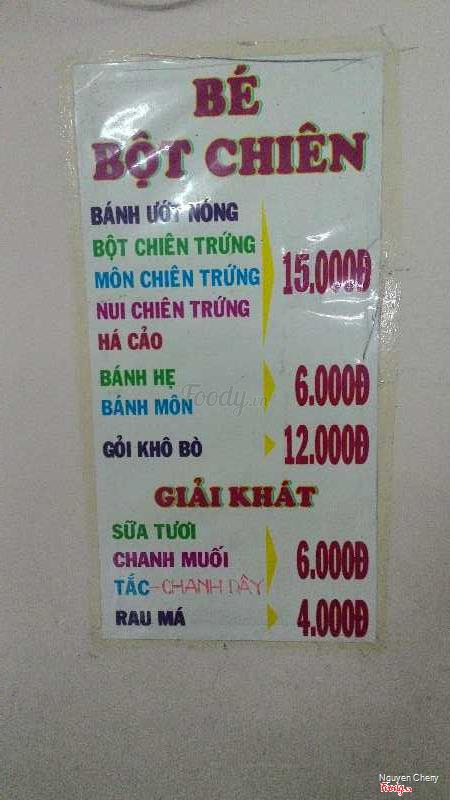 BÉ
BỘT CHIÊN
BÁNH ƯỚT NÓNG
BỘT CHIÊN TRỨNG
MÔN CHIÊN TRỨNG
NUI CHIÊN TRỨNG
HÁ CẢO
15.000Đ
BÁNH HẸ
BÁNH MÔN
6.000Đ
Foody.vn
GỎI KHÔ BÒ
12.000Đ
GIẢI KHÁT
SỮA TƯƠI
CHANH MUỐI
TẮC-CHANH DÂY
6.000Đ
RAU MÁ
4.000Đ
Nguyen Chery
Foody.vn